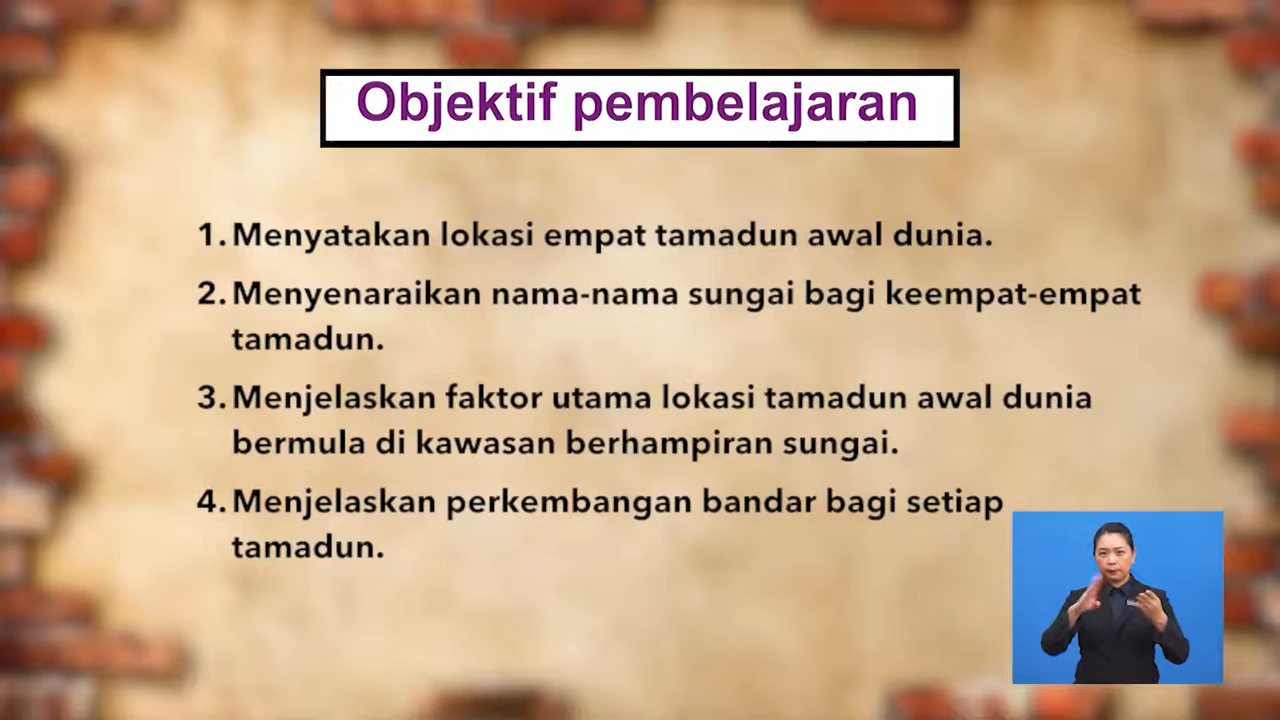 Objektif pembelajaran
1. Menyatakan lokasi empat tamadun awal dunia.
2. Menyenaraikan nama-nama sungai bagi keempat-empat
tamadun.
3. Menjelaskan faktor utama lokasi tamadun awal dunia
bermula di kawasan berhampiran sungai.
4. Menjelaskan perkembangan bandar bagi setiap
tamadun.